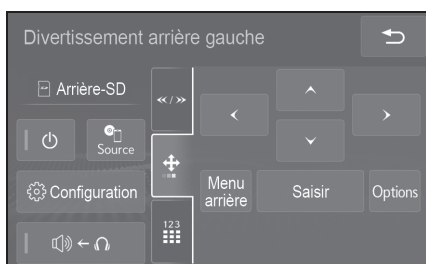 Divertissement arrière gauche
Arrière-SD
Source
Configuration
123
Menu
arrière
Saisir
Options